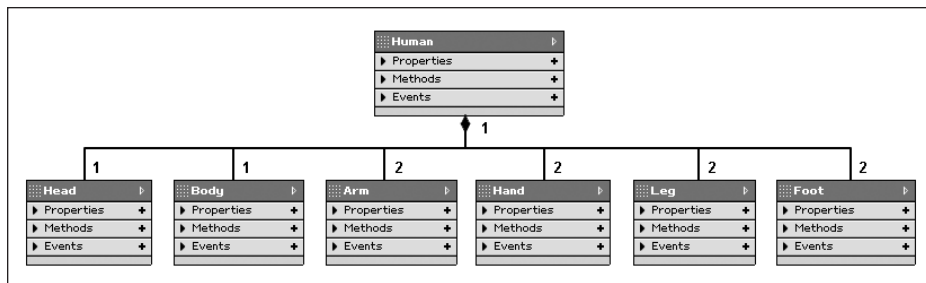 Human
Properties
Methods
Events
1
1 1 2 2 2 2
Head Body Arm Hand Leg Foot
Properties Properties Properties Properties Properties Properties
Methods Methods Methods Methods Methods Methods
Events Events Events Events Events Events